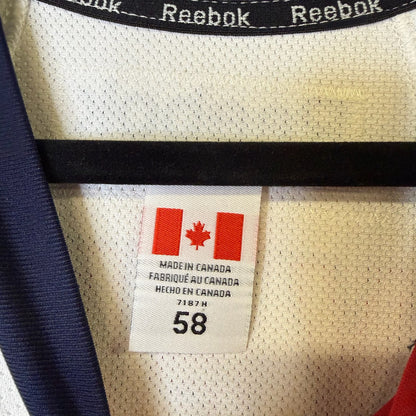 Reebok Reebok
MADE IN CANADA
FABRIQUÉ AU CANADA
HECHO EN CANADA
7187H
58